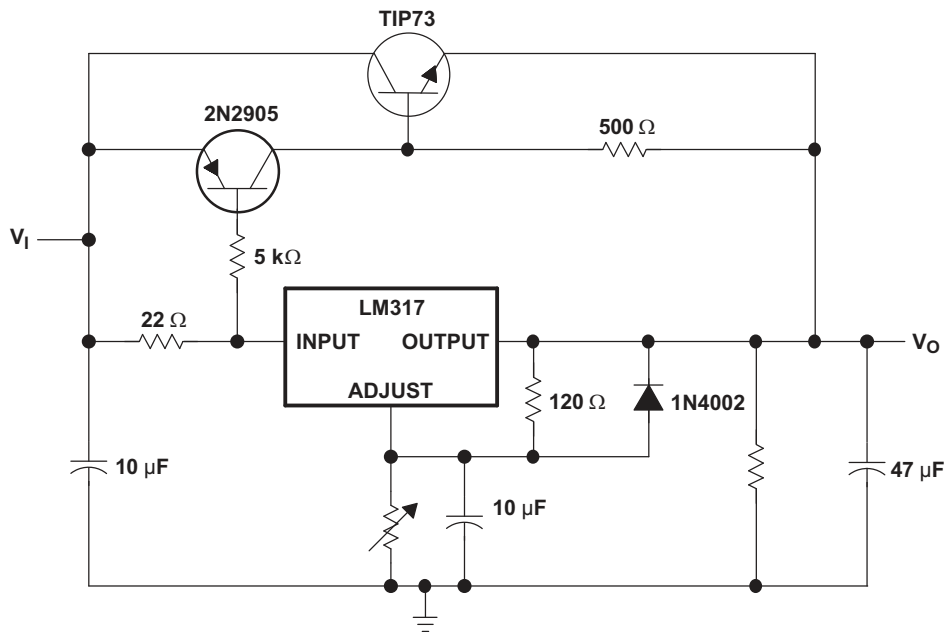 TIP73
2N2905
500 Ω
V_I
5 kΩ
22 Ω
LM317
INPUT OUTPUT
ADJUST
V_O
120 Ω
1N4002
10 µF
10 µF
47 µF